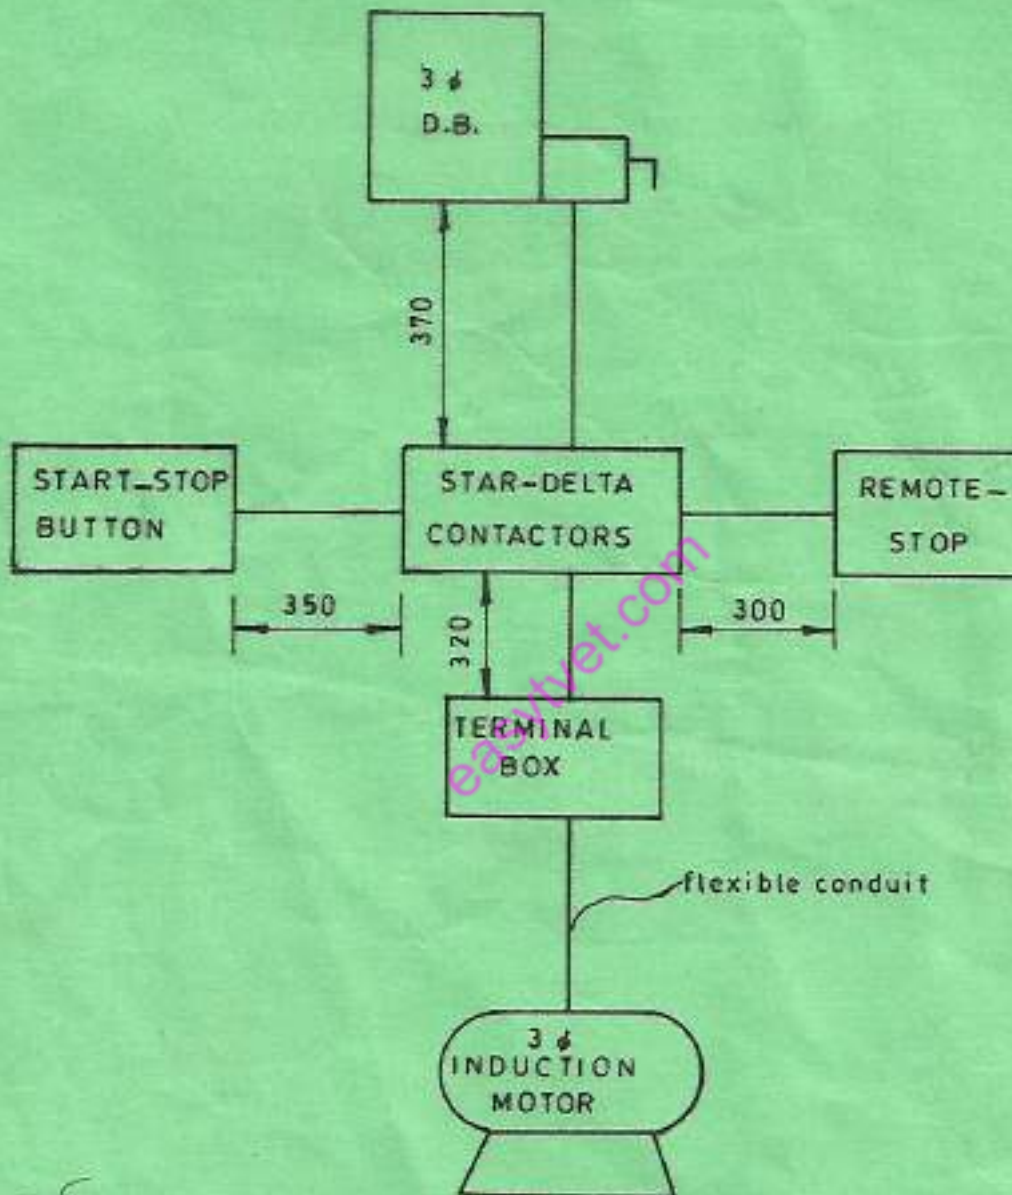 3 ϕ
D.B.
370
START-STOP
BUTTON
STAR-DELTA
CONTACTORS
REMOTE-
STOP
350
320
300
TERMINAL
BOX
easytvet.com
flexible conduit
3 ϕ
INDUCTION
MOTOR